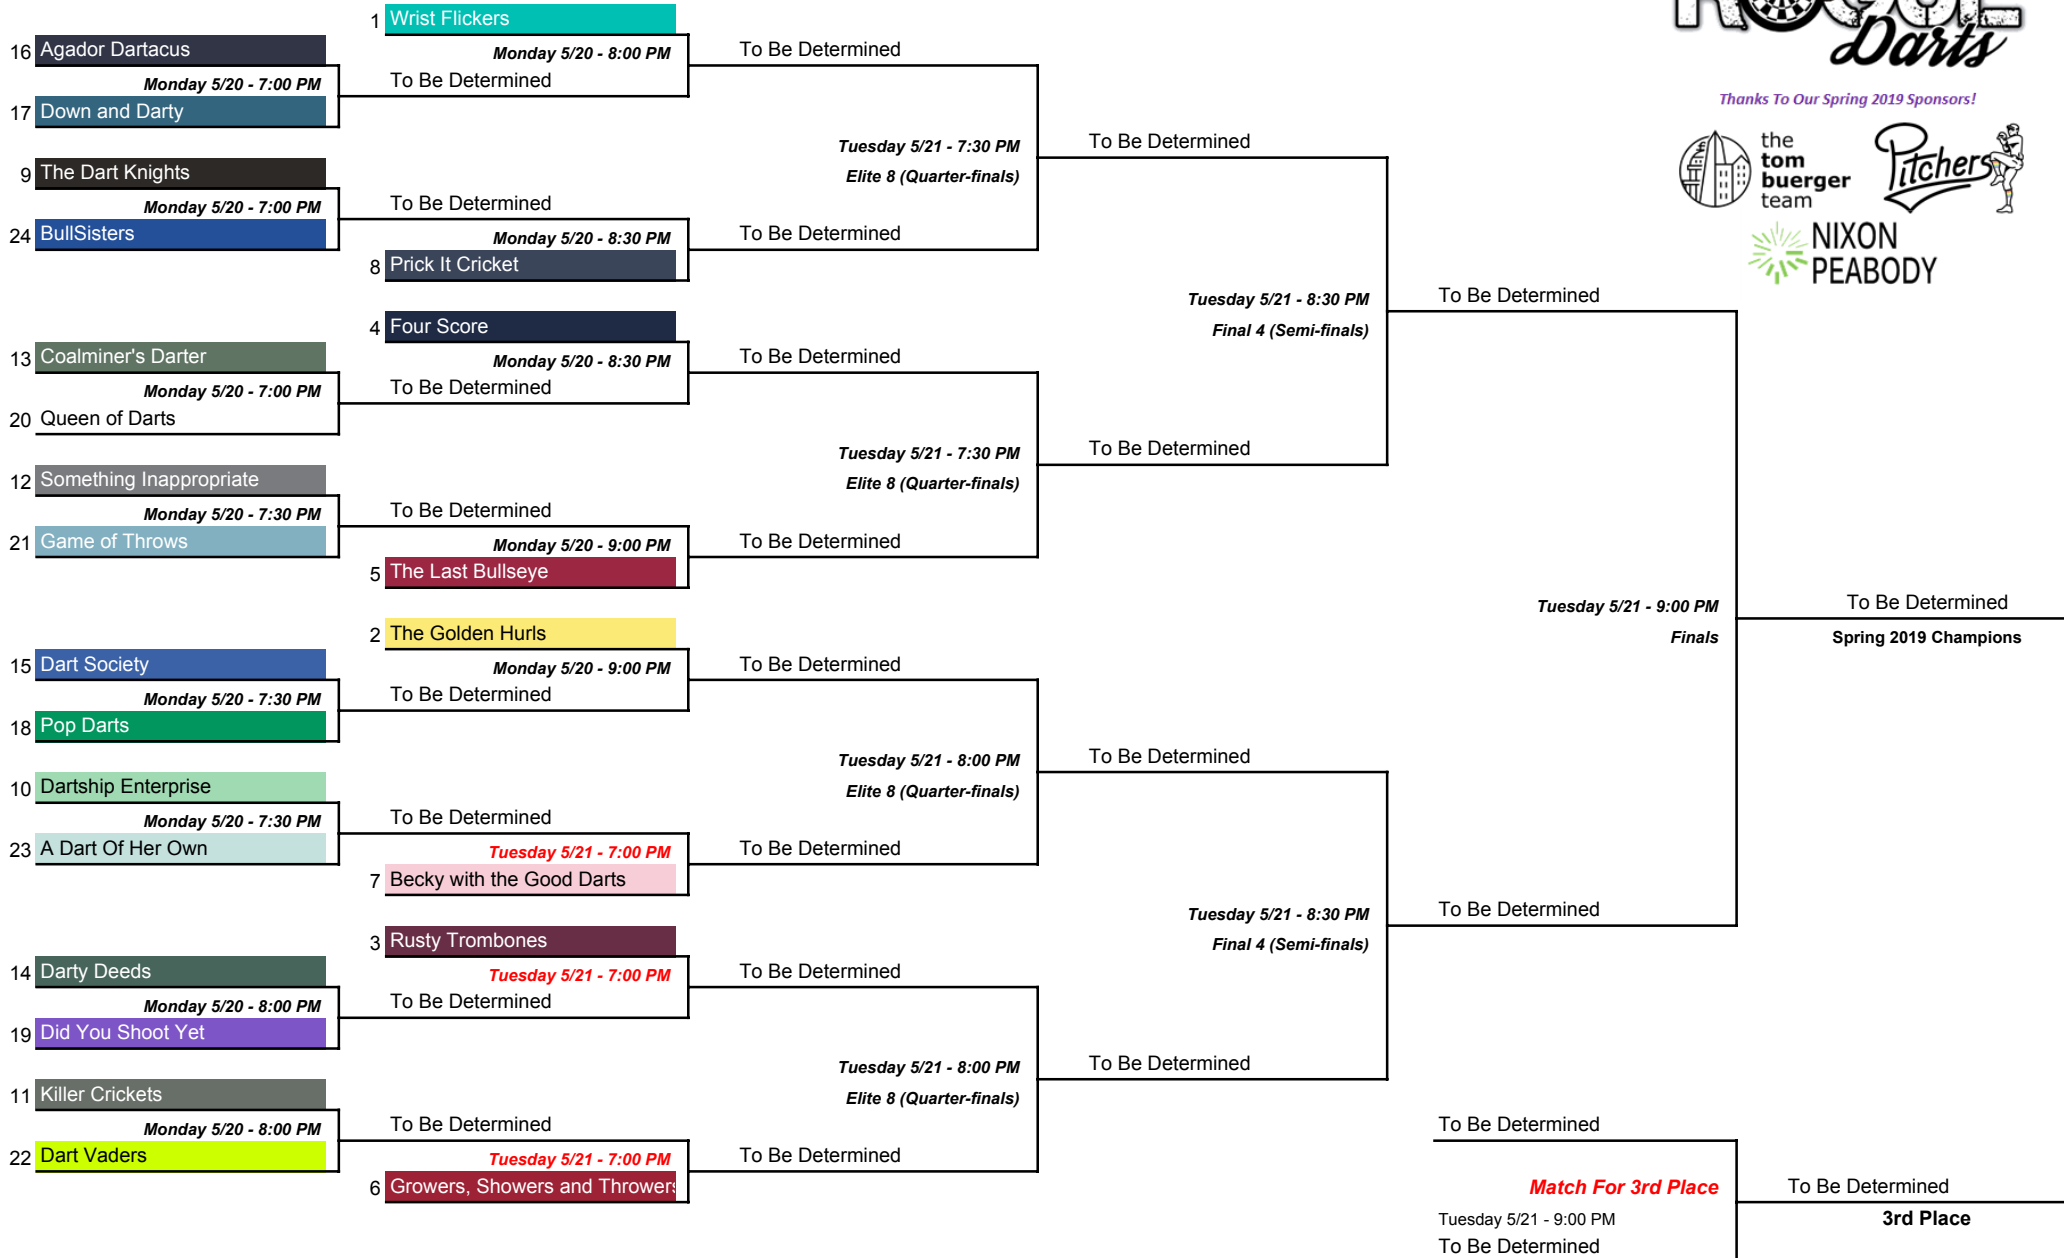 1 Wrist Flickers
16 Agador Dartacus
Monday 5/20 - 8:00 PM
To Be Determined
Monday 5/20 - 7:00 PM
To Be Determined
17 Down and Darty
ROGUE
Darts
Thanks To Our Spring 2019 Sponsors!
the
tom
buerger
team
Pitchers
NIXON
PEABODY
Tuesday 5/21 - 7:30 PM
Elite 8 (Quarter-finals)
To Be Determined
9 The Dart Knights
Monday 5/20 - 7:00 PM
To Be Determined
24 BullSisters
Monday 5/20 - 8:30 PM
To Be Determined
8 Prick It Cricket
Tuesday 5/21 - 8:30 PM
Final 4 (Semi-finals)
To Be Determined
4 Four Score
13 Coalminer's Darter
Monday 5/20 - 8:30 PM
To Be Determined
Monday 5/20 - 7:00 PM
To Be Determined
20 Queen of Darts
Tuesday 5/21 - 7:30 PM
Elite 8 (Quarter-finals)
To Be Determined
12 Something Inappropriate
Monday 5/20 - 7:30 PM
To Be Determined
21 Game of Throws
Monday 5/20 - 9:00 PM
To Be Determined
5 The Last Bullseye
Tuesday 5/21 - 9:00 PM
Finals
To Be Determined
Spring 2019 Champions
2 The Golden Hurls
15 Dart Society
Monday 5/20 - 9:00 PM
To Be Determined
Monday 5/20 - 7:30 PM
To Be Determined
18 Pop Darts
Tuesday 5/21 - 8:00 PM
Elite 8 (Quarter-finals)
To Be Determined
10 Dartship Enterprise
Monday 5/20 - 7:30 PM
To Be Determined
23 A Dart Of Her Own
Tuesday 5/21 - 7:00 PM
To Be Determined
7 Becky with the Good Darts
Tuesday 5/21 - 8:30 PM
Final 4 (Semi-finals)
To Be Determined
3 Rusty Trombones
14 Darty Deeds
Tuesday 5/21 - 7:00 PM
To Be Determined
Monday 5/20 - 8:00 PM
To Be Determined
19 Did You Shoot Yet
Tuesday 5/21 - 8:00 PM
Elite 8 (Quarter-finals)
To Be Determined
11 Killer Crickets
Monday 5/20 - 8:00 PM
To Be Determined
22 Dart Vaders
Tuesday 5/21 - 7:00 PM
To Be Determined
6 Growers, Showers and Throwers
To Be Determined
Match For 3rd Place
To Be Determined
Tuesday 5/21 - 9:00 PM
3rd Place
To Be Determined